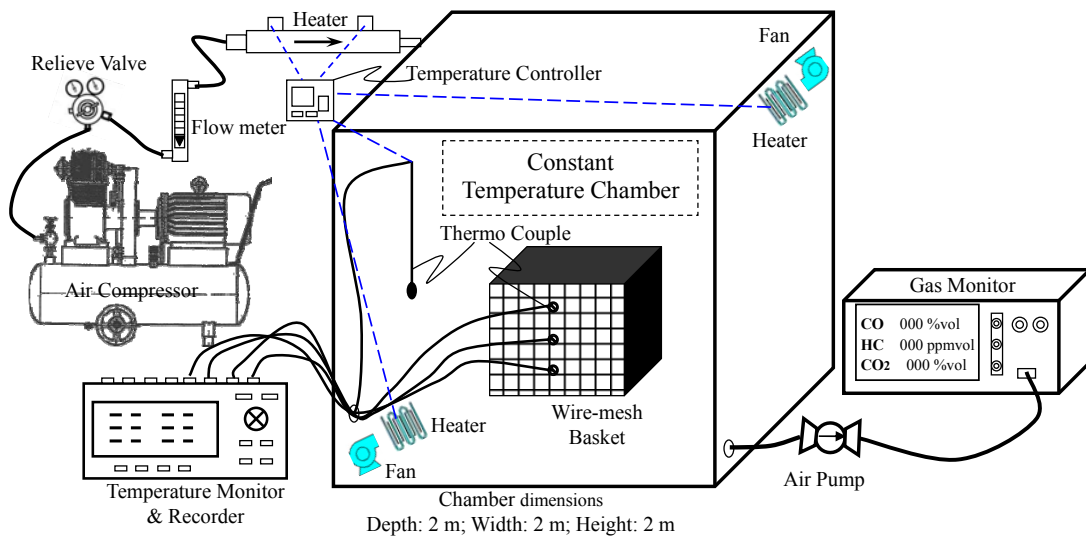 Heater
Fan
Relieve Valve
Temperature Controller
Flow meter
Heater
Constant
Temperature Chamber
Thermo Couple
Air Compressor
Gas Monitor
CO 000 %vol
HC 000 ppmvol
CO2 000 %vol
Wire-mesh
Basket
Heater
Fan
Air Pump
Temperature Monitor
& Recorder
Chamber dimensions
Depth: 2 m; Width: 2 m; Height: 2 m